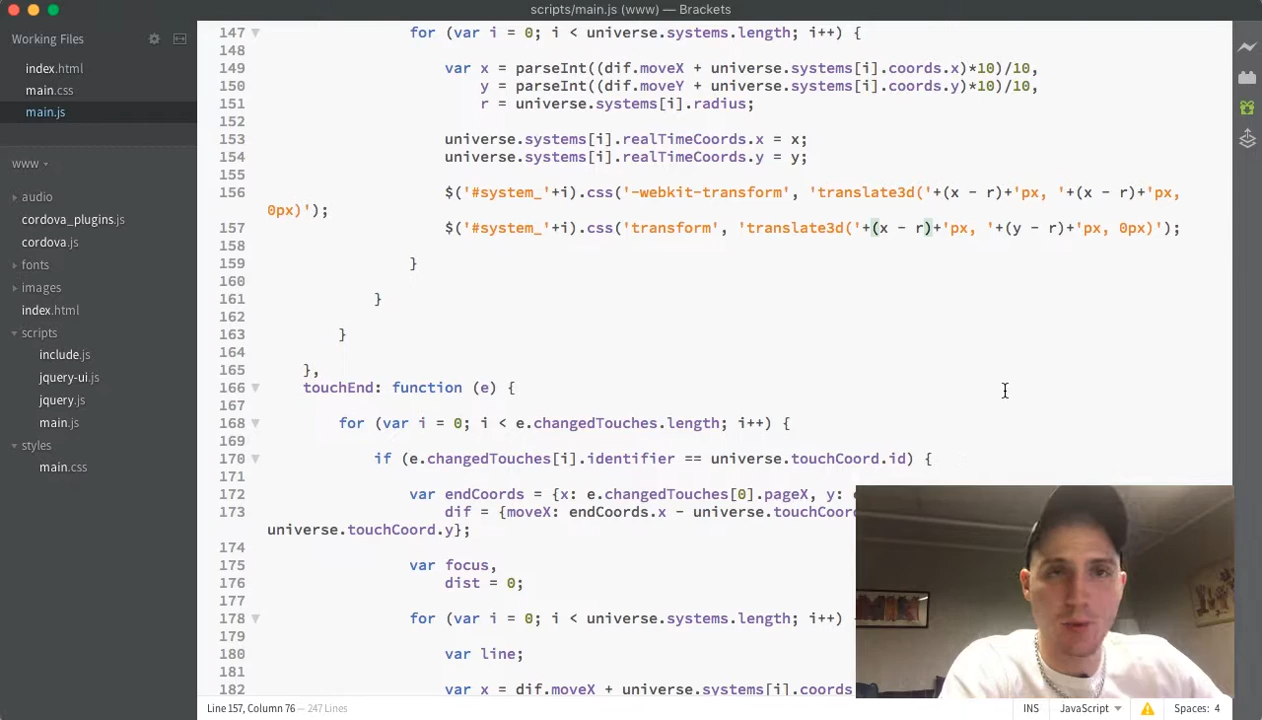 scripts/main.js (www) — Brackets
Working Files
index.html
main.css
main.js
www
audio
cordova_plugins.js
cordova.js
fonts
images
index.html
scripts
include.js
jquery-ui.js
jquery.js
main.js
styles
main.css
147 for (var i = 0; i < universe.systems.length; i++) {
148
149 var x = parseInt((dif.moveX + universe.systems[i].coords.x)*10)/10,
150 y = parseInt((dif.moveY + universe.systems[i].coords.y)*10)/10,
151 r = universe.systems[i].radius;
152
153 universe.systems[i].realTimeCoords.x = x;
154 universe.systems[i].realTimeCoords.y = y;
155
156 $('#system_'+i).css('-webkit-transform', 'translate3d('+(x - r)+'px, '+(x - r)+'px,
0px)');
157 $('#system_'+i).css('transform', 'translate3d('+(x - r)+'px, '+(y - r)+'px, 0px)');
158
159 }
160
161 }
162
163 }
164
165 },
166 touchEnd: function (e) {
167
168 for (var i = 0; i < e.changedTouches.length; i++) {
169
170 if (e.changedTouches[i].identifier == universe.touchCoord.id) {
171
172 var endCoords = {x: e.changedTouches[0].pageX, y:
173 dif = {moveX: endCoords.x - universe.touchCoord
universe.touchCoord.y};
174
175 var focus,
176 dist = 0;
177
178 for (var i = 0; i < universe.systems.length; i++)
179
180 var line;
181
182 var x = dif.moveX + universe.systems[i].coords
Line 157, Column 76 — 247 Lines
INS
JavaScript
Spaces: 4